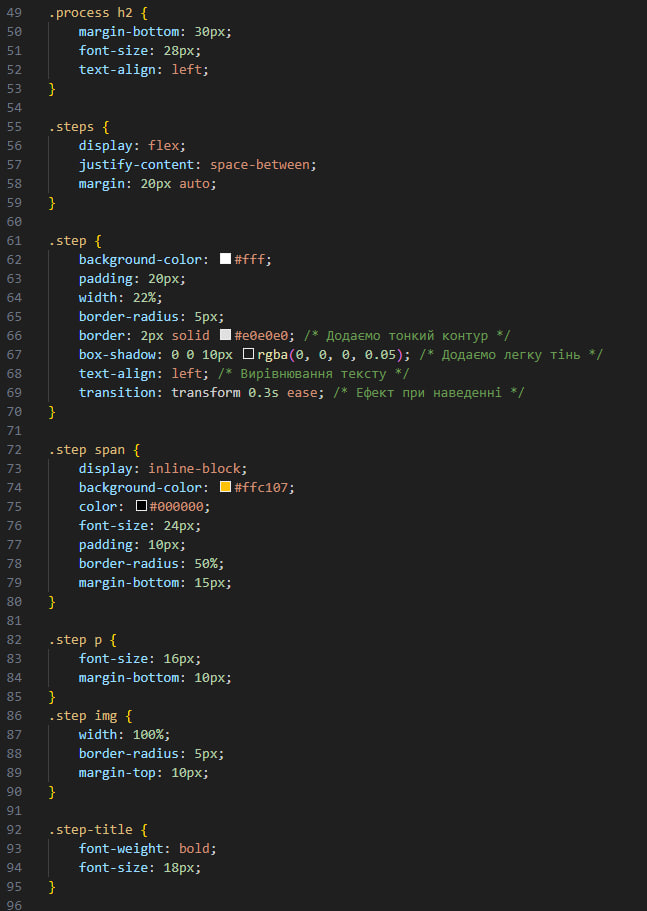 49 .process h2 {
50     margin-bottom: 30px;
51     font-size: 28px;
52     text-align: left;
53 }
54
55 .steps {
56     display: flex;
57     justify-content: space-between;
58     margin: 20px auto;
59 }
60
61 .step {
62     background-color: #fff;
63     padding: 20px;
64     width: 22%;
65     border-radius: 5px;
66     border: 2px solid #e0e0e0; /* Додаємо тонкий контур */
67     box-shadow: 0 0 10px rgba(0, 0, 0, 0.05); /* Додаємо легку тінь */
68     text-align: left; /* Вирівнювання тексту */
69     transition: transform 0.3s ease; /* Ефект при наведенні */
70 }
71
72 .step span {
73     display: inline-block;
74     background-color: #ffc107;
75     color: #000000;
76     font-size: 24px;
77     padding: 10px;
78     border-radius: 50%;
79     margin-bottom: 15px;
80 }
81
82 .step p {
83     font-size: 16px;
84     margin-bottom: 10px;
85 }
86 .step img {
87     width: 100%;
88     border-radius: 5px;
89     margin-top: 10px;
90 }
91
92 .step-title {
93     font-weight: bold;
94     font-size: 18px;
95 }
96